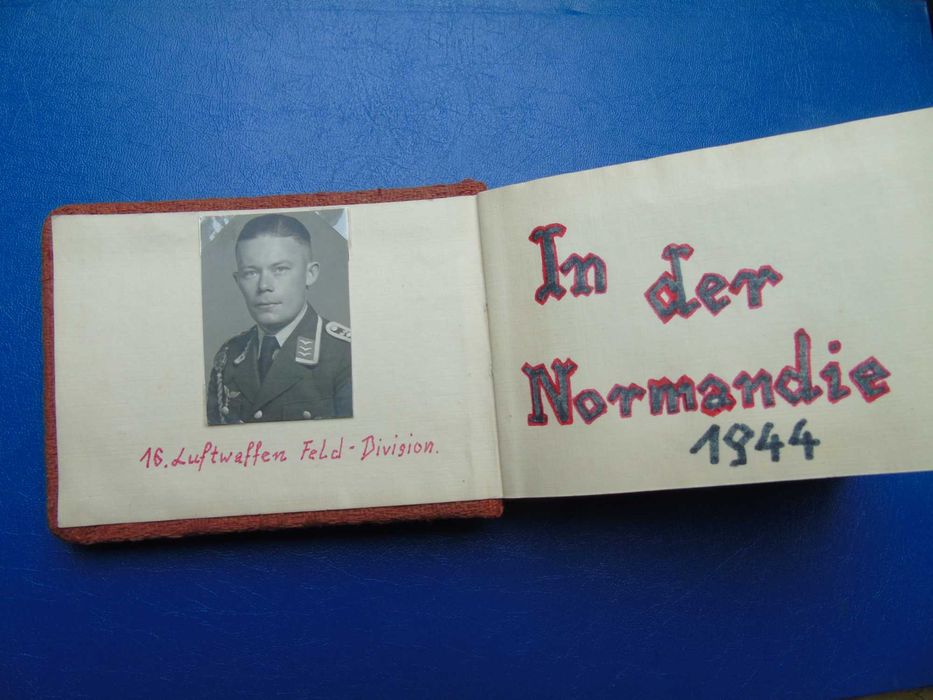 16. Luftwaffen Feld-Division.
In der
Normandie
1944